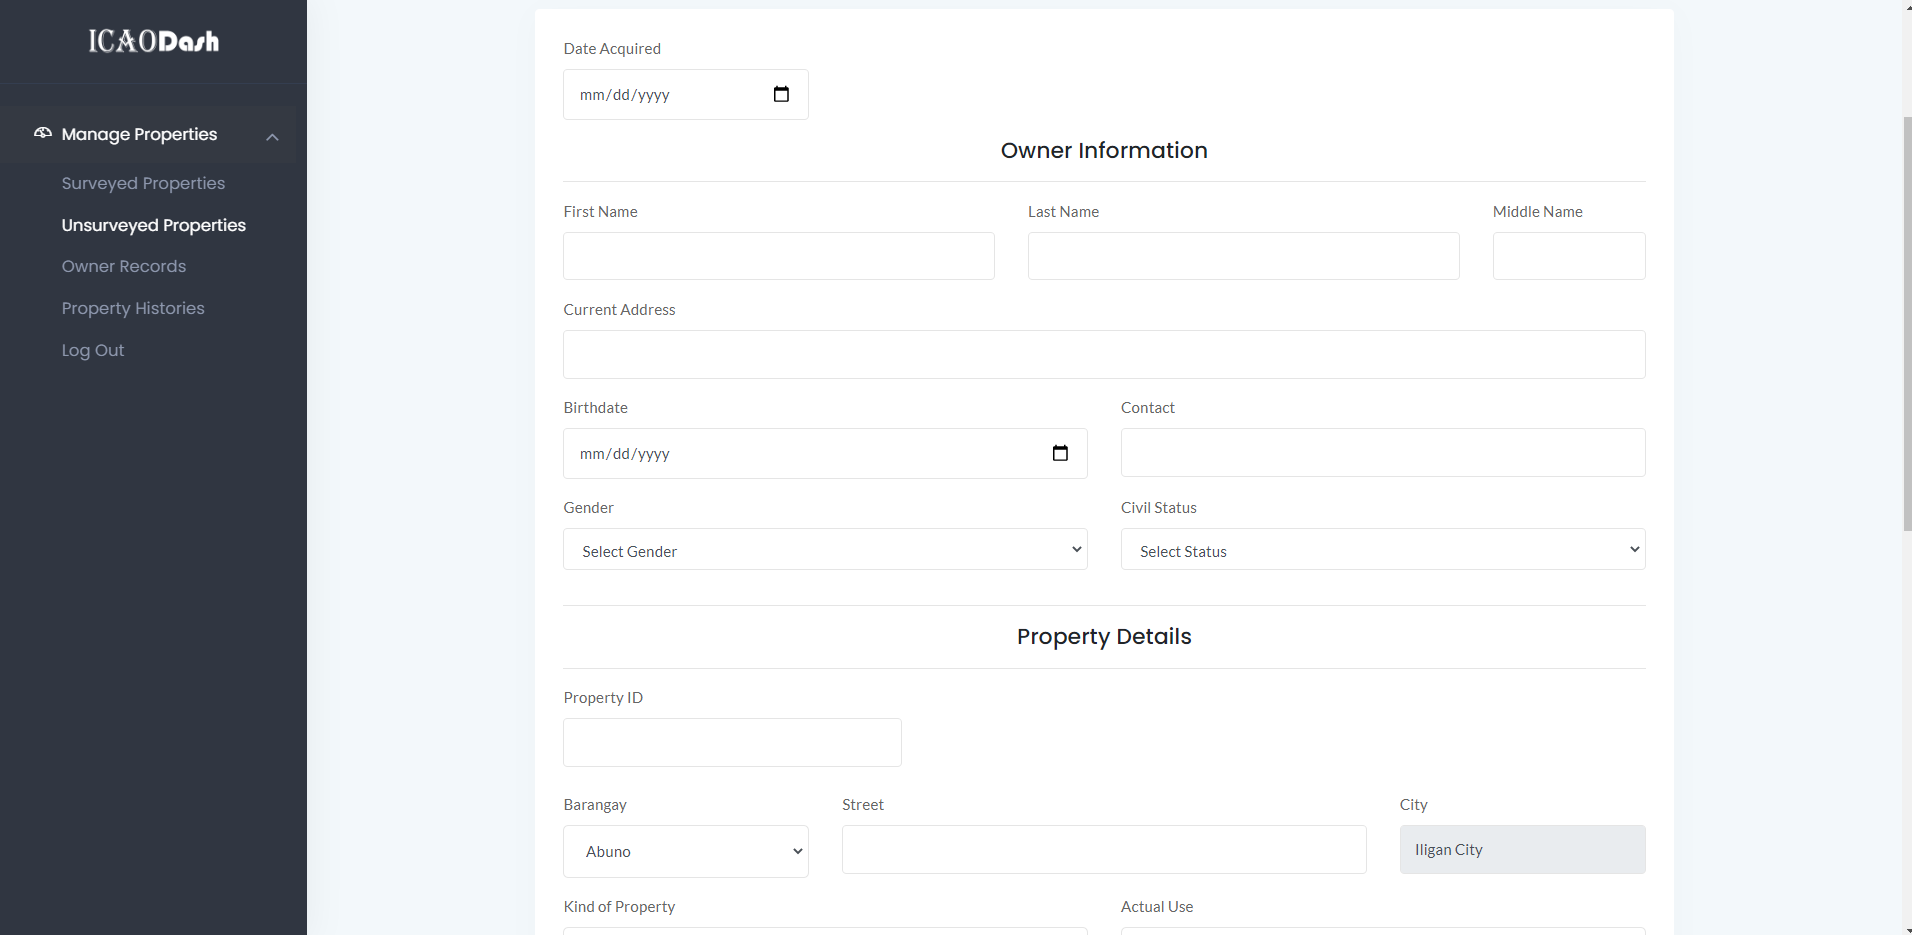 ICAODash
Manage Properties
Surveyed Properties
Unsurveyed Properties
Owner Records
Property Histories
Log Out
Date Acquired
mm/dd/yyyy
Owner Information
First Name Last Name Middle Name
Current Address
Birthdate Contact
mm/dd/yyyy
Gender Civil Status
Select Gender Select Status
Property Details
Property ID
Barangay Street City
Abuno Iligan City
Kind of Property Actual Use